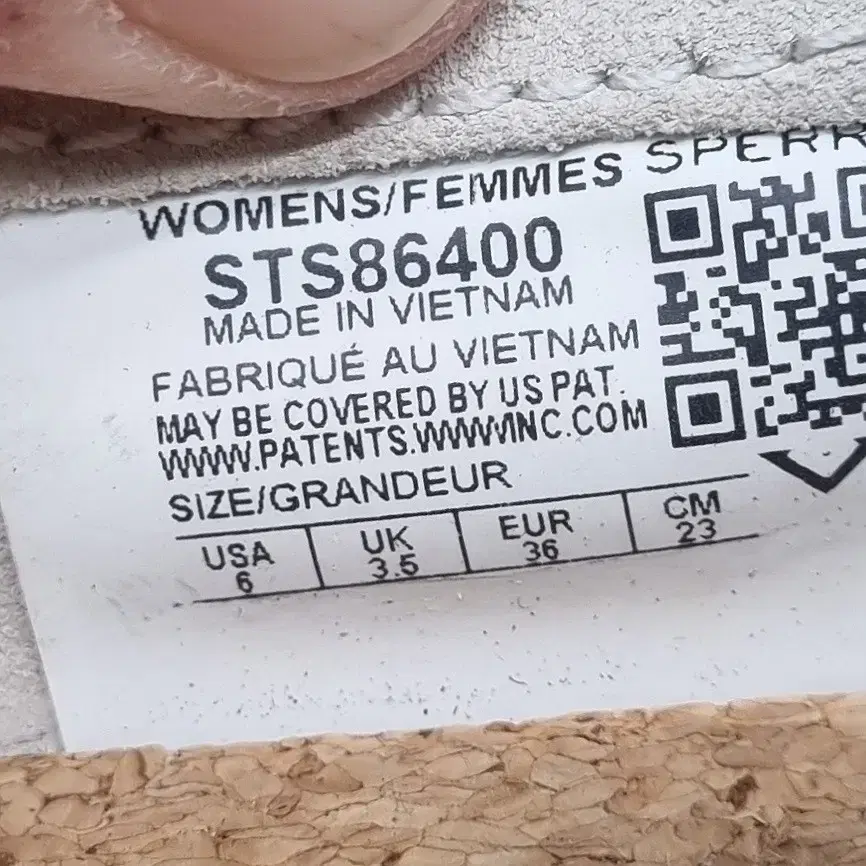 WOMENS/FEMMES SPERR
STS86400
MADE IN VIETNAM
FABRIQUÉ AU VIETNAM
MAY BE COVERED BY US PAT.
WWW.PATENTS.WWWINC.COM
SIZE/GRANDEUR
USA UK EUR CM
6 3.5 36 23